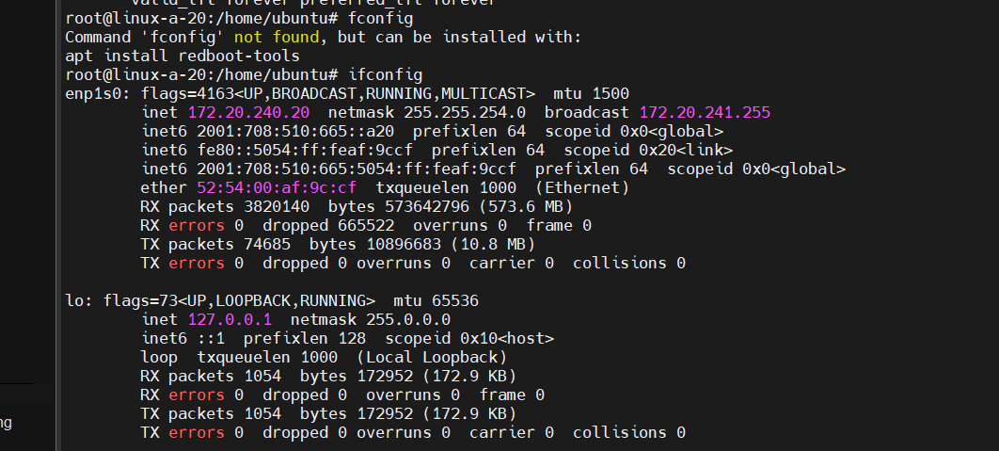 valid_lft forever preferred_lft forever
root@linux-a-20:/home/ubuntu# fconfig
Command 'fconfig' not found, but can be installed with:
apt install redboot-tools
root@linux-a-20:/home/ubuntu# ifconfig
enp1s0: flags=4163<UP,BROADCAST,RUNNING,MULTICAST>  mtu 1500
        inet 172.20.240.20  netmask 255.255.254.0  broadcast 172.20.241.255
        inet6 2001:708:510:665::a20  prefixlen 64  scopeid 0x0<global>
        inet6 fe80::5054:ff:feaf:9ccf  prefixlen 64  scopeid 0x20<link>
        inet6 2001:708:510:665:5054:ff:feaf:9ccf  prefixlen 64  scopeid 0x0<global>
        ether 52:54:00:af:9c:cf  txqueuelen 1000  (Ethernet)
        RX packets 3820140  bytes 573642796 (573.6 MB)
        RX errors 0  dropped 665522  overruns 0  frame 0
        TX packets 74685  bytes 10896683 (10.8 MB)
        TX errors 0  dropped 0 overruns 0  carrier 0  collisions 0

lo: flags=73<UP,LOOPBACK,RUNNING>  mtu 65536
        inet 127.0.0.1  netmask 255.0.0.0
        inet6 ::1  prefixlen 128  scopeid 0x10<host>
        loop  txqueuelen 1000  (Local Loopback)
        RX packets 1054  bytes 172952 (172.9 KB)
        RX errors 0  dropped 0  overruns 0  frame 0
        TX packets 1054  bytes 172952 (172.9 KB)
        TX errors 0  dropped 0 overruns 0  carrier 0  collisions 0
ng